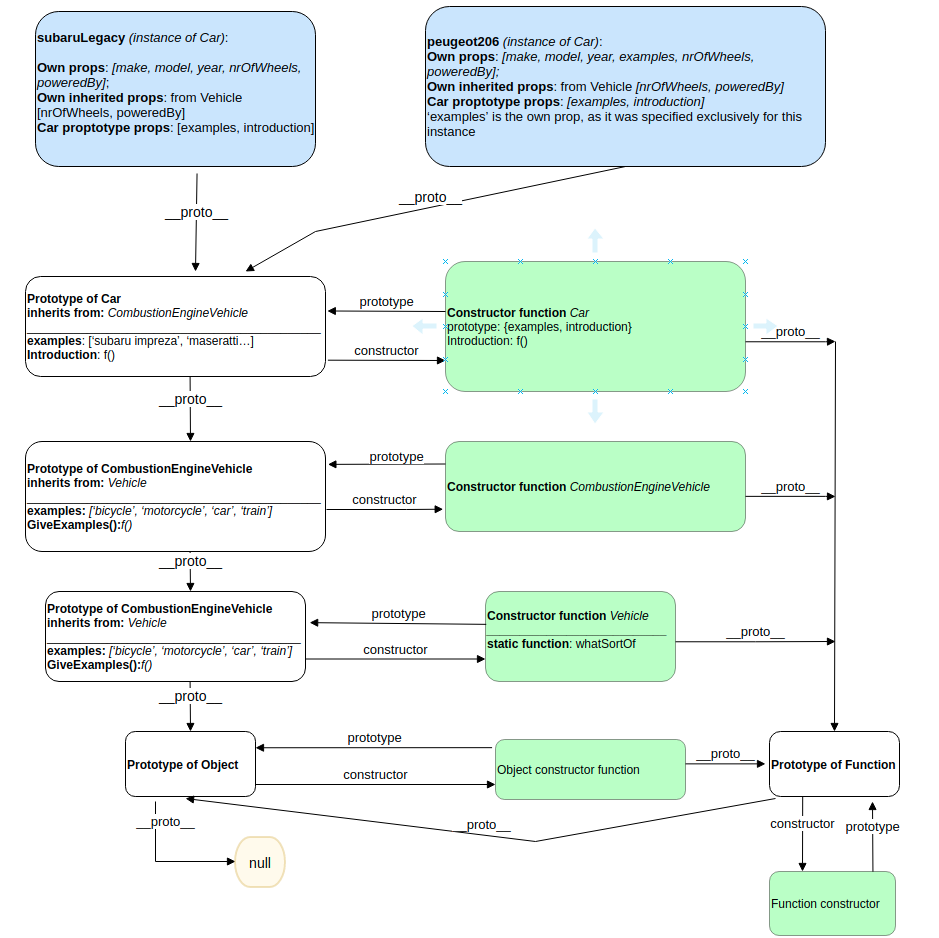 subaruLegacy (instance of Car):
Own props: [make, model, year, nrOfWheels,
poweredBy];
Own inherited props: from Vehicle
[nrOfWheels, poweredBy]
Car proptotype props: [examples, introduction]
peugeot206 (instance of Car):
Own props: [make, model, year, examples, nrOfWheels,
poweredBy];
Own inherited props: from Vehicle [nrOfWheels, poweredBy]
Car proptotype props: [examples, introduction]
‘examples’ is the own prop, as it was specified exclusively for this
instance
__proto__
__proto__
Prototype of Car
inherits from: CombustionEngineVehicle
examples: [‘subaru impreza’, ‘maseratti…]
Introduction: f()
prototype
constructor
Constructor function Car
prototype: {examples, introduction}
Introduction: f()
__proto__
__proto__
Prototype of CombustionEngineVehicle
inherits from: Vehicle
examples: [‘bicycle’, ‘motorcycle’, ‘car’, ‘train’]
GiveExamples():f()
prototype
constructor
Constructor function CombustionEngineVehicle
__proto__
__proto__
Prototype of CombustionEngineVehicle
inherits from: Vehicle
examples: [‘bicycle’, ‘motorcycle’, ‘car’, ‘train’]
GiveExamples():f()
prototype
constructor
Constructor function Vehicle
static function: whatSortOf
__proto__
__proto__
Prototype of Object
prototype
constructor
Object constructor function
__proto__
Prototype of Function
__proto__
__proto__
constructor
prototype
null
Function constructor